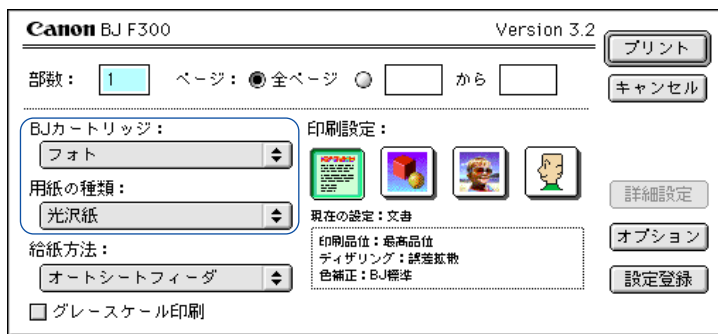 Canon BJ F300 Version 3.2
プリント
部数： 1 ページ： 全ページ から
キャンセル
BJカートリッジ：
フォト
用紙の種類：
光沢紙
給紙方法：
オートシートフィーダ
グレースケール印刷
印刷設定：
現在の設定：文書
印刷品位：最高品位
ディザリング：誤差拡散
色補正：BJ標準
詳細設定
オプション
設定登録